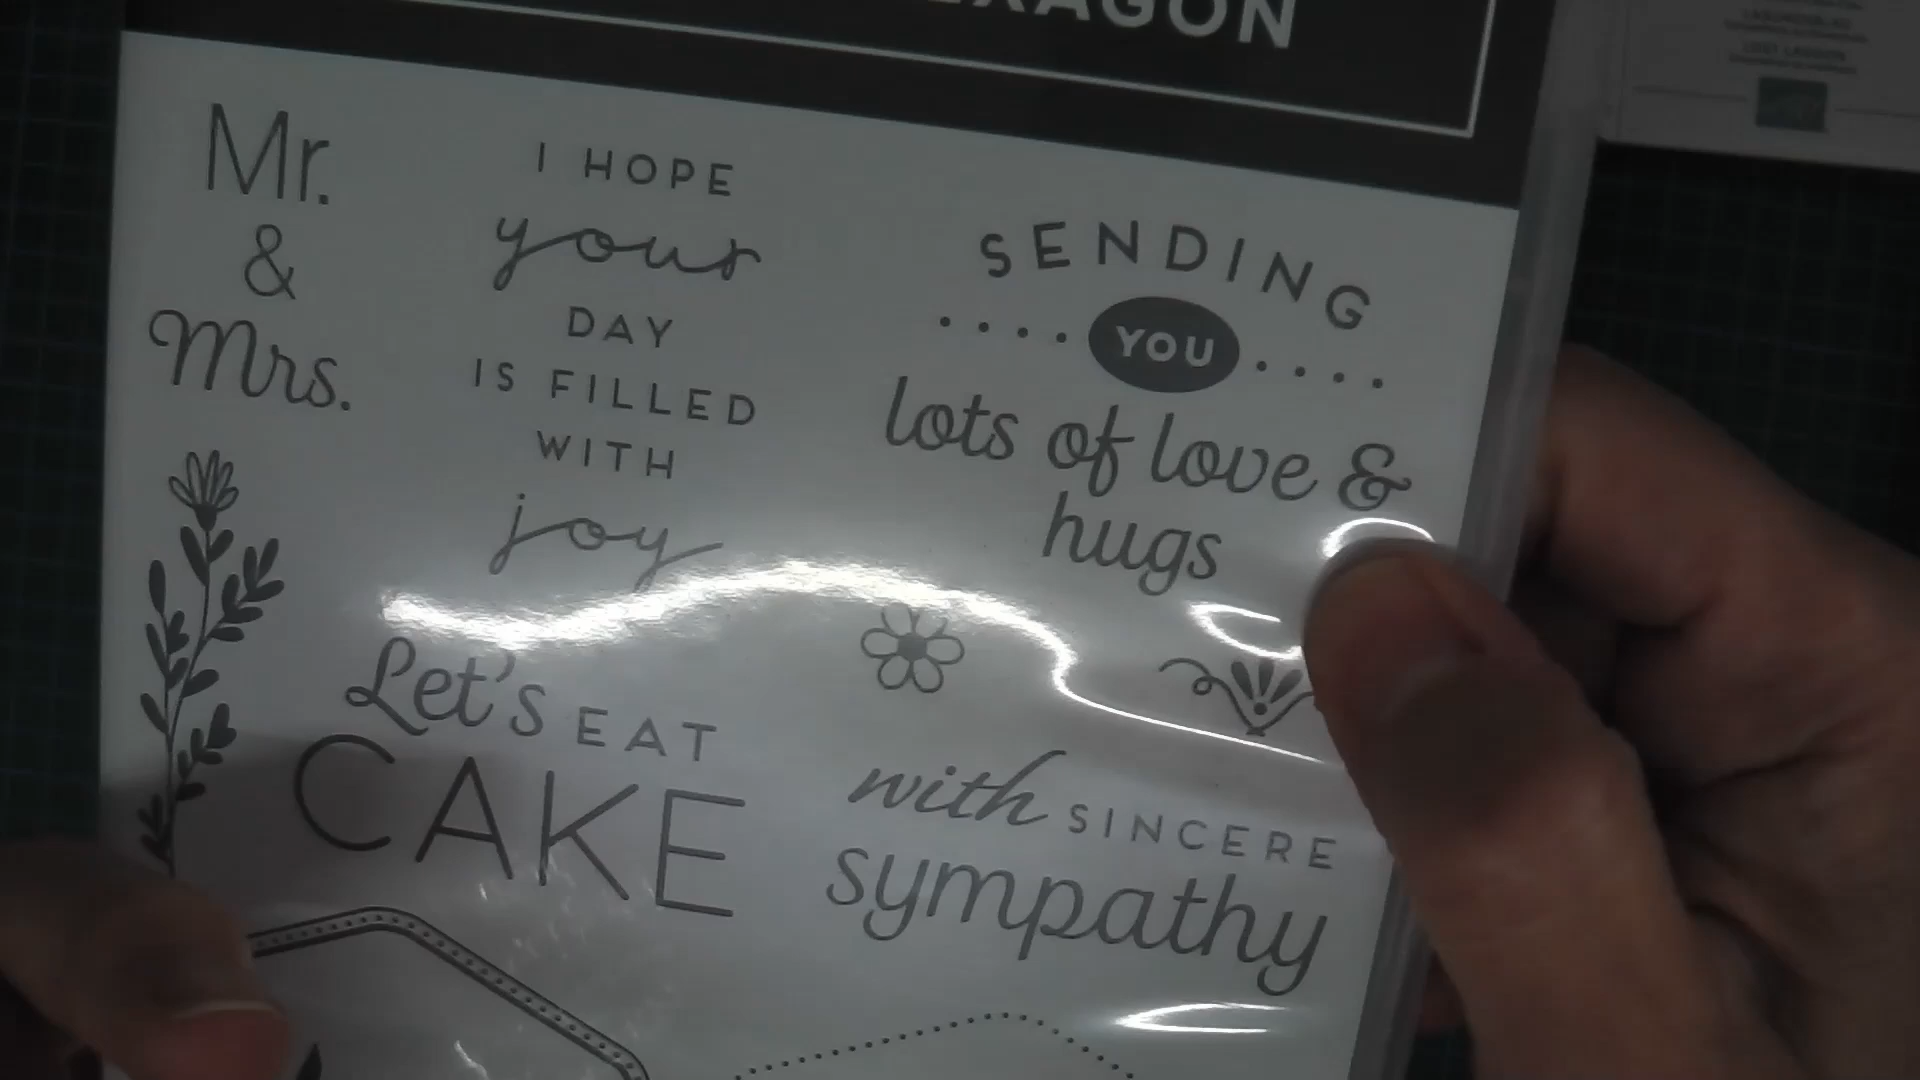 Mr.
&
Mrs.
I HOPE
your
DAY
IS FILLED
WITH
joy
SENDING
YOU
lots of love &
hugs
Let's EAT
CAKE
with SINCERE
sympathy